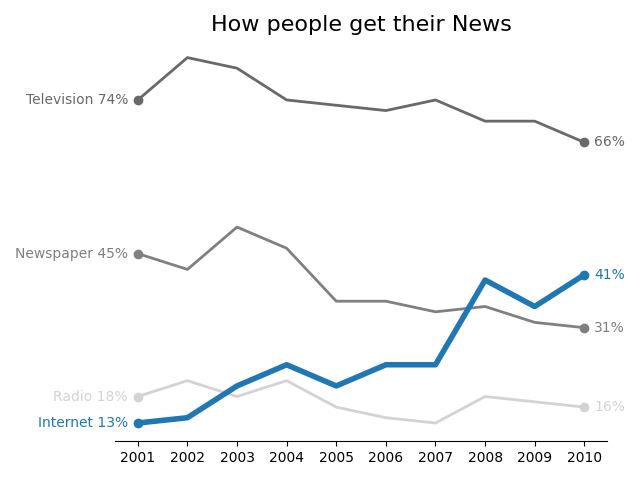 How people get their News
Television 74%
66%
Newspaper 45%
41%
31%
Radio 18%
16%
Internet 13%
2001 2002 2003 2004 2005 2006 2007 2008 2009 2010